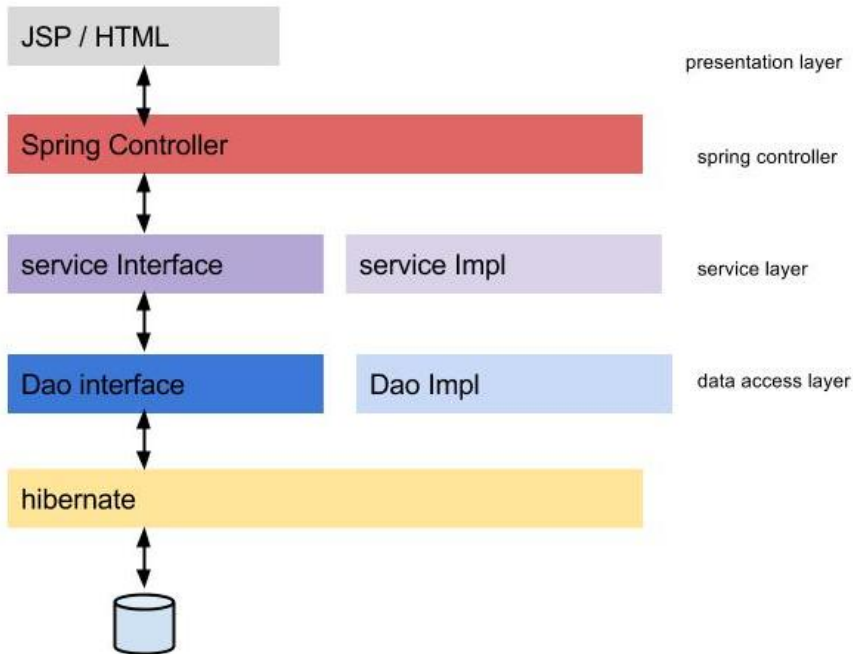 JSP / HTML
presentation layer
Spring Controller
spring controller
service Interface
service Impl
service layer
Dao interface
Dao Impl
data access layer
hibernate